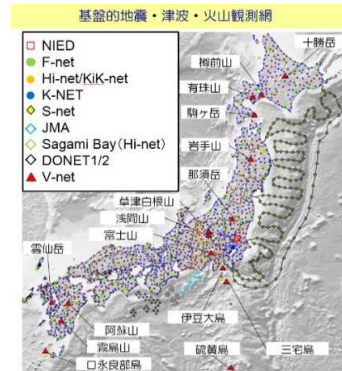 基盤的地震・津波・火山観測網
NIED
F-net
Hi-net/KiK-net
K-NET
S-net
JMA
Sagami Bay(Hi-net)
DONET1/2
V-net
十勝岳
樽前山
有珠山
駒ヶ岳
岩手山
那須岳
草津白根山
浅間山
富士山
雲仙岳
伊豆大島
阿蘇山
霧島山
口永良部島
硫黄島
三宅島